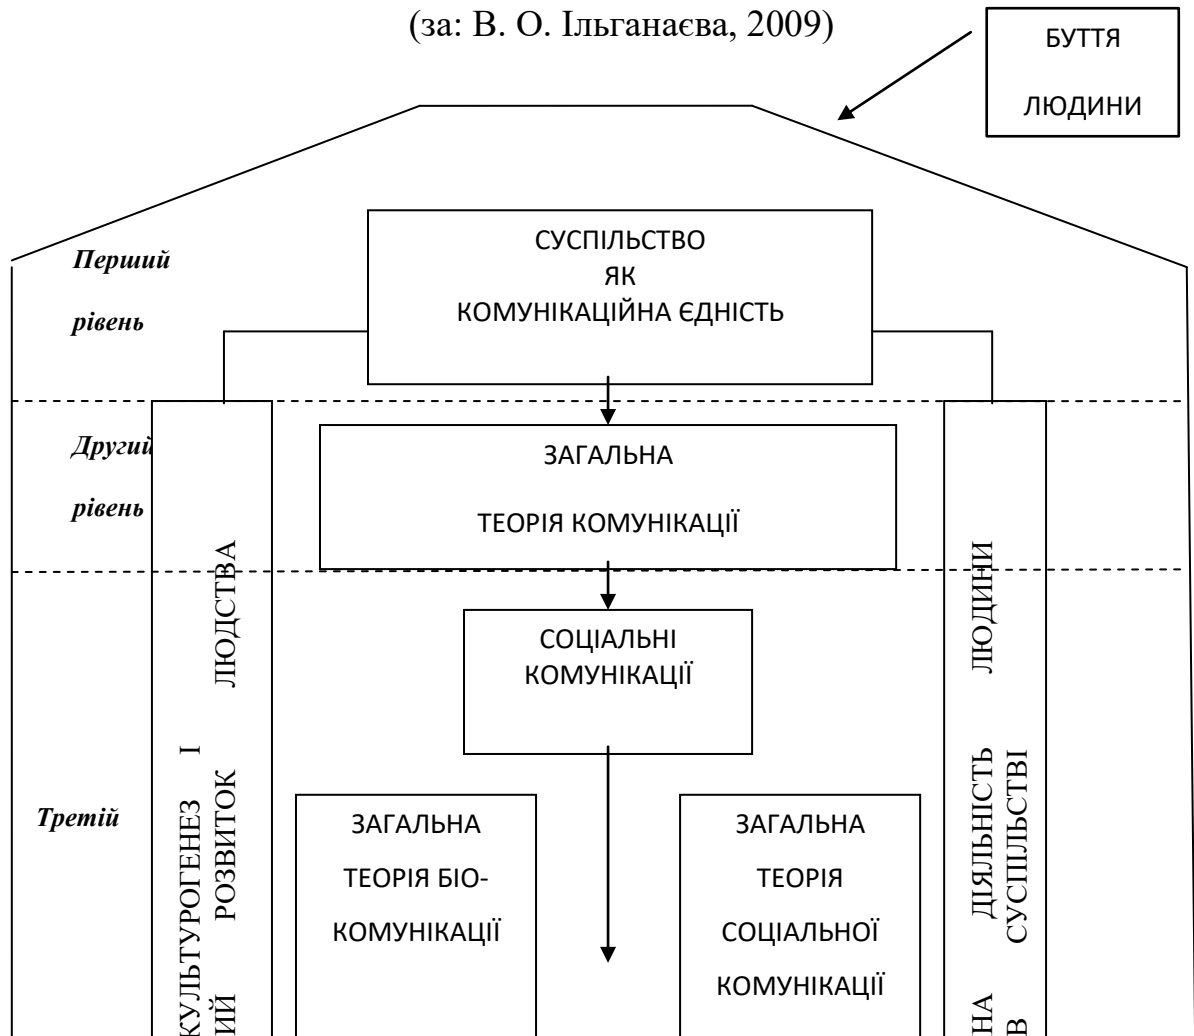 (за: В. О. Ільганаєва, 2009)
БУТТЯ
ЛЮДИНИ
Перший
рівень
СУСПІЛЬСТВО
ЯК
КОМУНІКАЦІЙНА ЄДНІСТЬ
Другий
рівень
ЗАГАЛЬНА
ТЕОРІЯ КОМУНІКАЦІЇ
СОЦІАЛЬНІ
КОМУНІКАЦІЇ
Третій
КУЛЬТУРОГЕНЕЗ І
РОЗВИТОК ЛЮДСТВА
ЗАГАЛЬНА
ТЕОРІЯ БІО-
КОМУНІКАЦІЇ
ЗАГАЛЬНА
ТЕОРІЯ
СОЦІАЛЬНОЇ
КОМУНІКАЦІЇ
ДІЯЛЬНІСТЬ ЛЮДИНИ
В СУСПІЛЬСТВІ